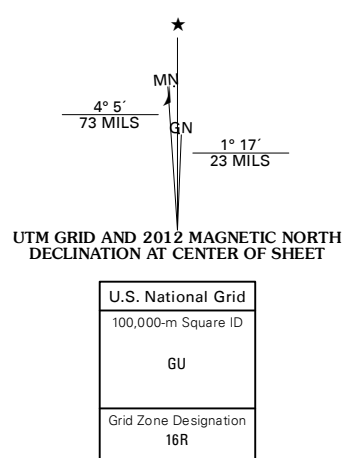 MN
4° 5´
73 MILS
GN
1° 17´
23 MILS
UTM GRID AND 2012 MAGNETIC NORTH
DECLINATION AT CENTER OF SHEET
U.S. National Grid
100,000-m Square ID
GU
Grid Zone Designation
16R